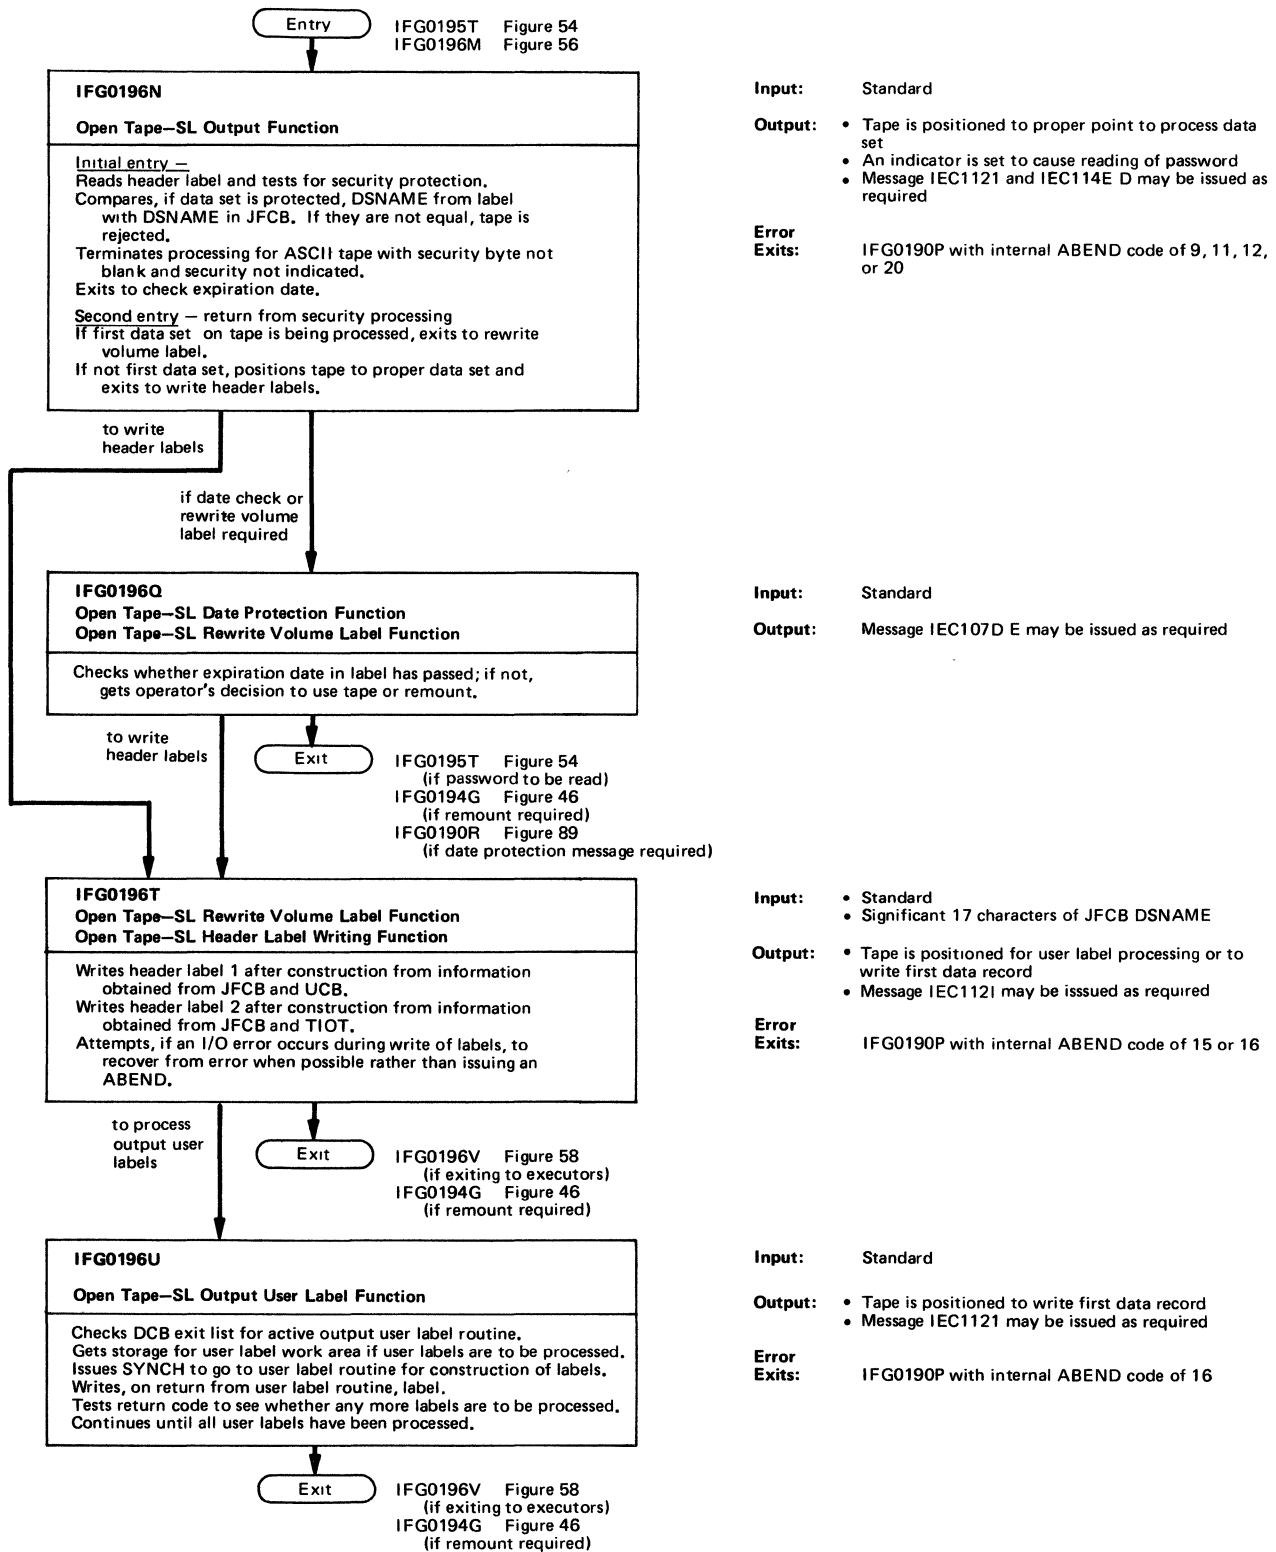 Entry
IFG0195T Figure 54
IFG0196M Figure 56
IFG0196N
Open Tape—SL Output Function
Initial entry —
Reads header label and tests for security protection.
Compares, if data set is protected, DSNAME from label
with DSNAME in JFCB. If they are not equal, tape is
rejected.
Terminates processing for ASCII tape with security byte not
blank and security not indicated.
Exits to check expiration date.
Second entry — return from security processing
If first data set on tape is being processed, exits to rewrite
volume label.
If not first data set, positions tape to proper data set and
exits to write header labels.
Input: Standard
Output: • Tape is positioned to proper point to process data
set
• An indicator is set to cause reading of password
• Message IEC1121 and IEC114E D may be issued as
required
Error
Exits: IFG0190P with internal ABEND code of 9, 11, 12,
or 20
to write
header labels
if date check or
rewrite volume
label required
IFG0196Q
Open Tape—SL Date Protection Function
Open Tape—SL Rewrite Volume Label Function
Checks whether expiration date in label has passed; if not,
gets operator's decision to use tape or remount.
Input: Standard
Output: Message IEC107D E may be issued as required
to write
header labels
Exit
IFG0195T Figure 54
(if password to be read)
IFG0194G Figure 46
(if remount required)
IFG0190R Figure 89
(if date protection message required)
IFG0196T
Open Tape—SL Rewrite Volume Label Function
Open Tape—SL Header Label Writing Function
Writes header label 1 after construction from information
obtained from JFCB and UCB.
Writes header label 2 after construction from information
obtained from JFCB and TIOT.
Attempts, if an I/O error occurs during write of labels, to
recover from error when possible rather than issuing an
ABEND.
Input: • Standard
• Significant 17 characters of JFCB DSNAME
Output: • Tape is positioned for user label processing or to
write first data record
• Message IEC112I may be isssued as required
Error
Exits: IFG0190P with internal ABEND code of 15 or 16
to process
output user
labels
Exit
IFG0196V Figure 58
(if exiting to executors)
IFG0194G Figure 46
(if remount required)
IFG0196U
Open Tape—SL Output User Label Function
Checks DCB exit list for active output user label routine.
Gets storage for user label work area if user labels are to be processed.
Issues SYNCH to go to user label routine for construction of labels.
Writes, on return from user label routine, label.
Tests return code to see whether any more labels are to be processed.
Continues until all user labels have been processed.
Input: Standard
Output: • Tape is positioned to write first data record
• Message IEC1121 may be issued as required
Error
Exits: IFG0190P with internal ABEND code of 16
Exit
IFG0196V Figure 58
(if exiting to executors)
IFG0194G Figure 46
(if remount required)